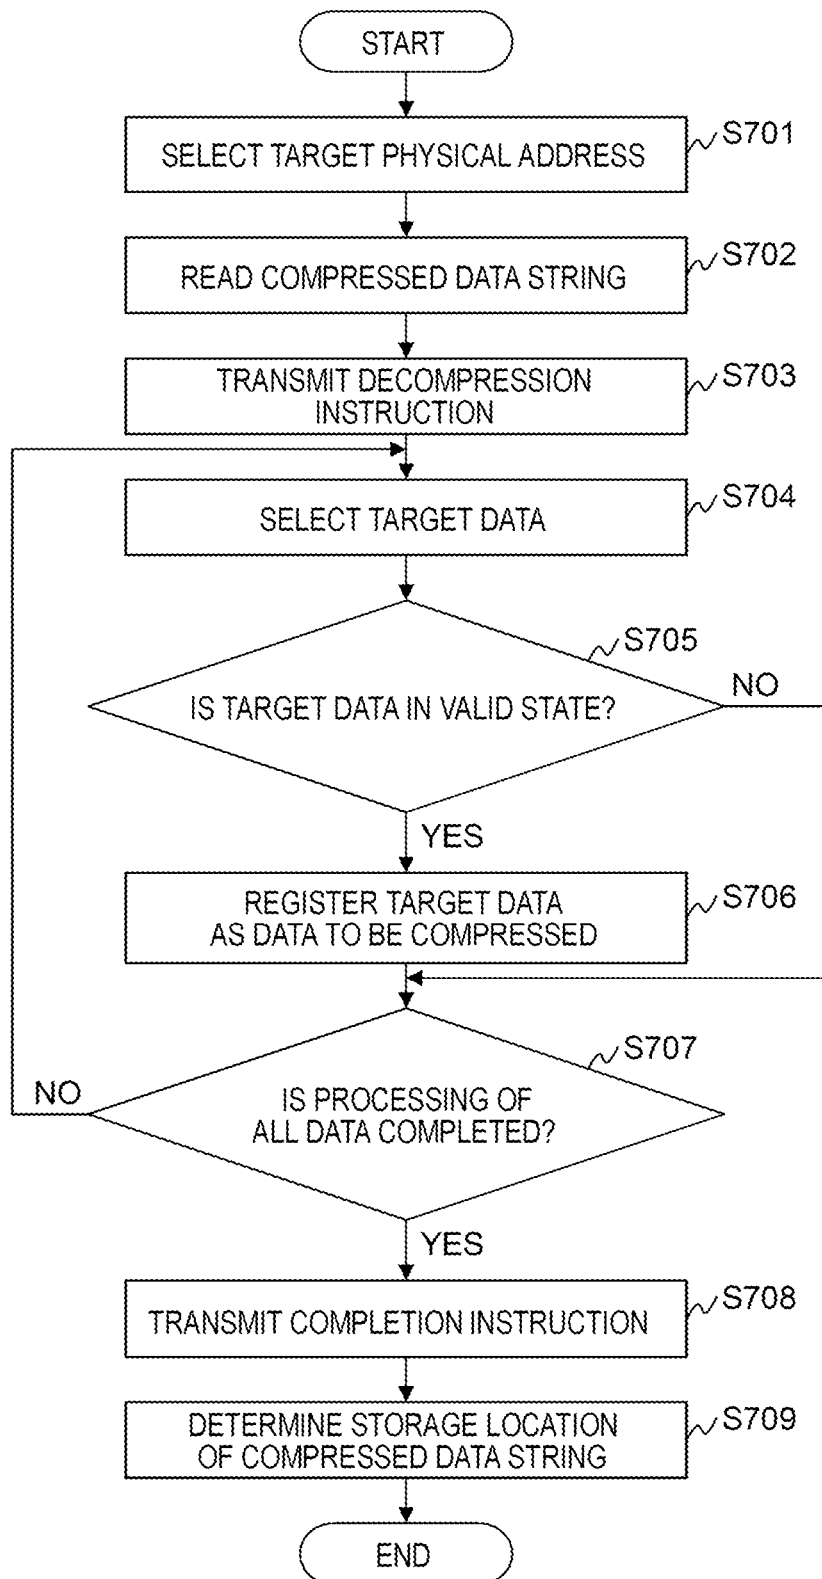 START
S701
SELECT TARGET PHYSICAL ADDRESS
S702
READ COMPRESSED DATA STRING
S703
TRANSMIT DECOMPRESSION
INSTRUCTION
S704
SELECT TARGET DATA
S705
IS TARGET DATA IN VALID STATE?
NO
YES
S706
REGISTER TARGET DATA
AS DATA TO BE COMPRESSED
S707
NO
IS PROCESSING OF
ALL DATA COMPLETED?
YES
S708
TRANSMIT COMPLETION INSTRUCTION
S709
DETERMINE STORAGE LOCATION
OF COMPRESSED DATA STRING
END